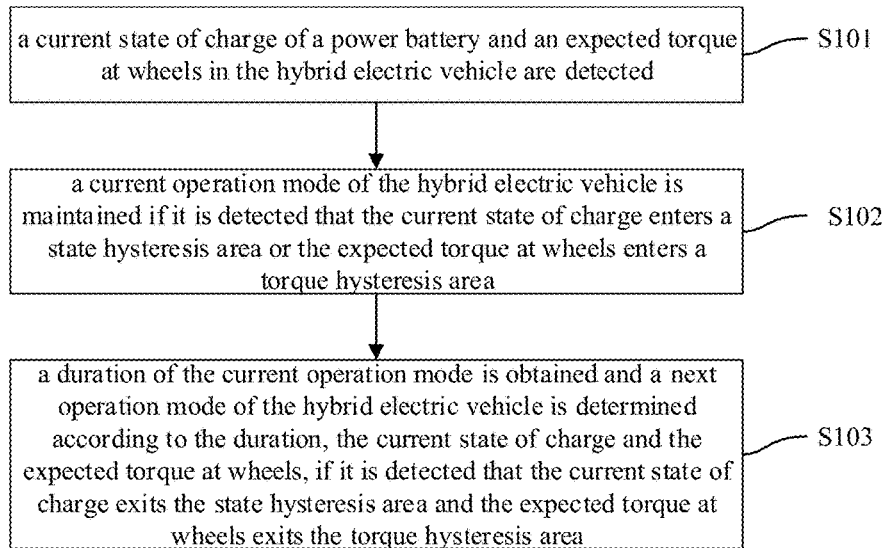 a current state of charge of a power battery and an expected torque
at wheels in the hybrid electric vehicle are detected
S101
a current operation mode of the hybrid electric vehicle is
maintained if it is detected that the current state of charge enters a
state hysteresis area or the expected torque at wheels enters a
torque hysteresis area
S102
a duration of the current operation mode is obtained and a next
operation mode of the hybrid electric vehicle is determined
according to the duration, the current state of charge and the
expected torque at wheels, if it is detected that the current state of
charge exits the state hysteresis area and the expected torque at
wheels exits the torque hysteresis area
S103